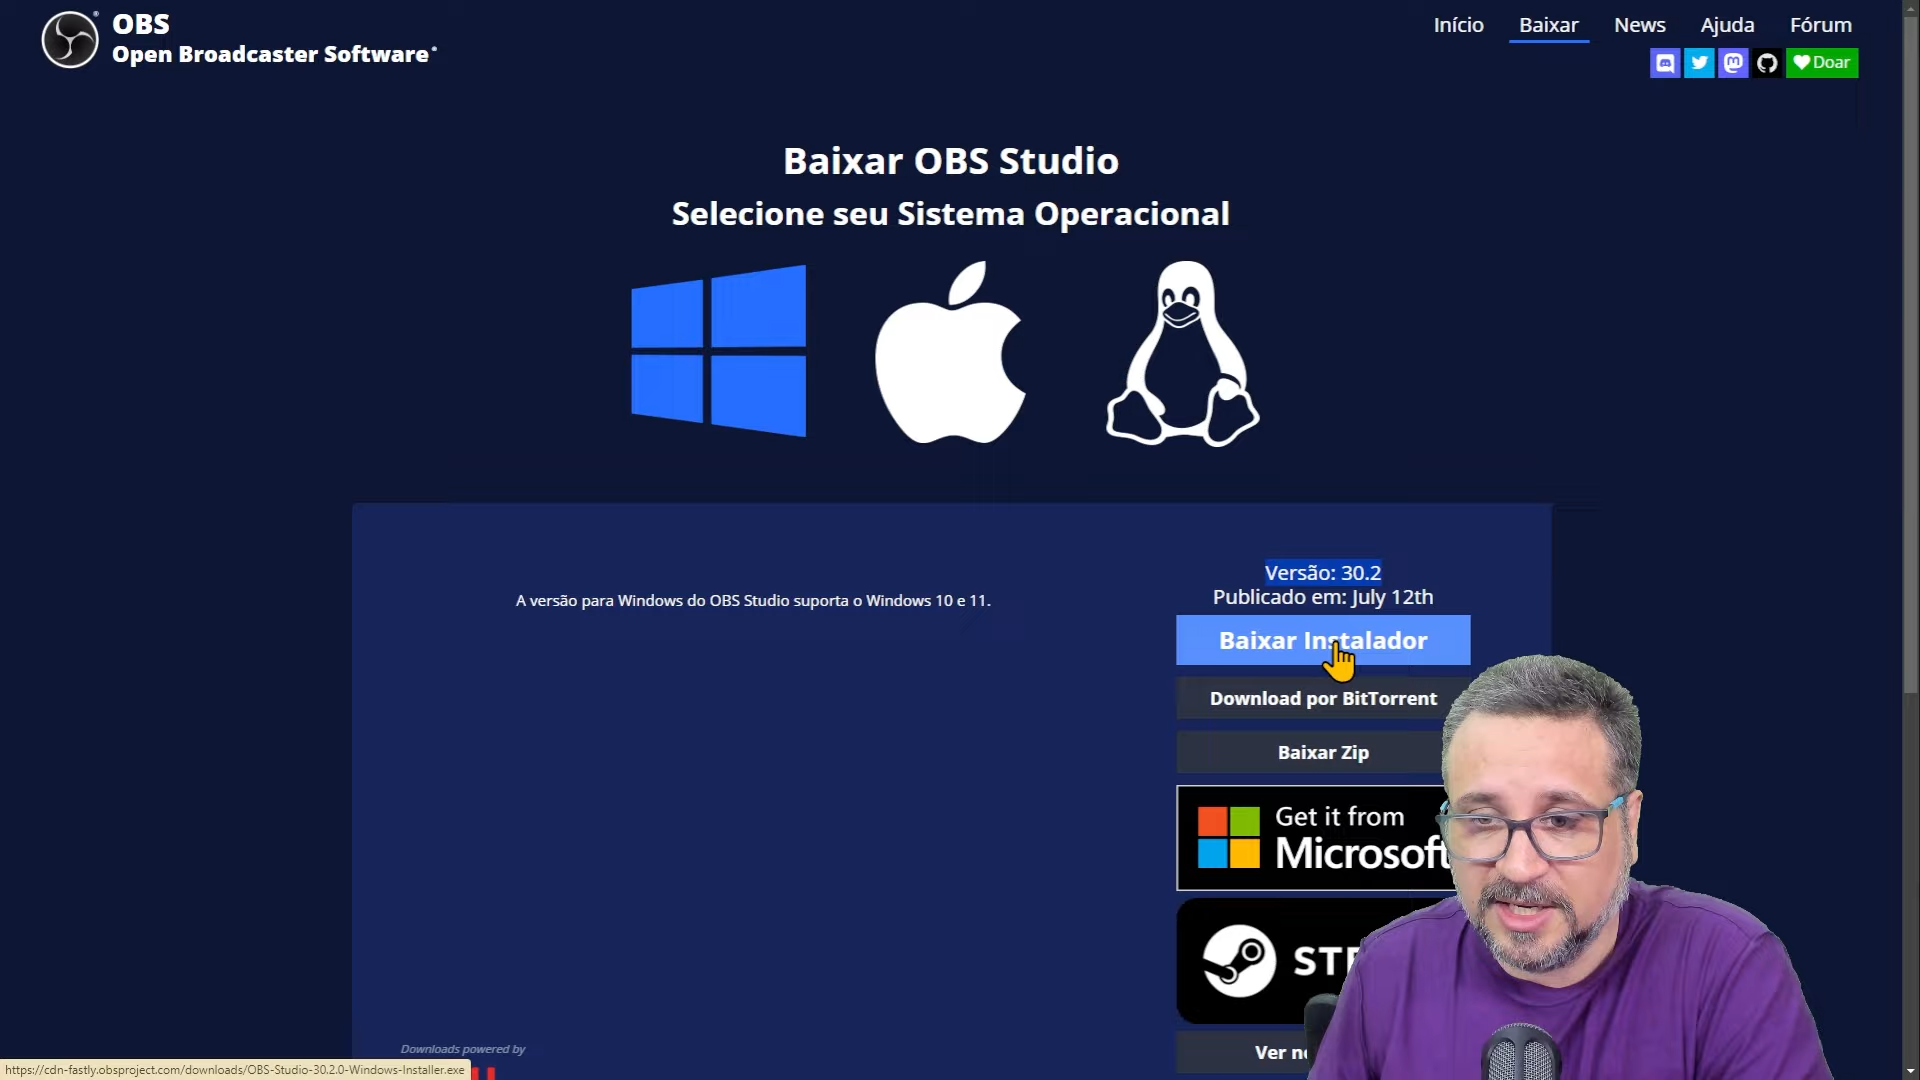 OBS
Open Broadcaster Software
Início
Baixar
News
Ajuda
Fórum
Doar
Baixar OBS Studio
Selecione seu Sistema Operacional
A versão para Windows do OBS Studio suporta o Windows 10 e 11.
Versão: 30.2
Publicado em: July 12th
Baixar Instalador
Download por BitTorrent
Baixar Zip
Get it from
Microsoft
Ver
Downloads powered by
https://cdn-fastly.obsproject.com/downloads/OBS-Studio-30.2.0-Windows-Installer.exe